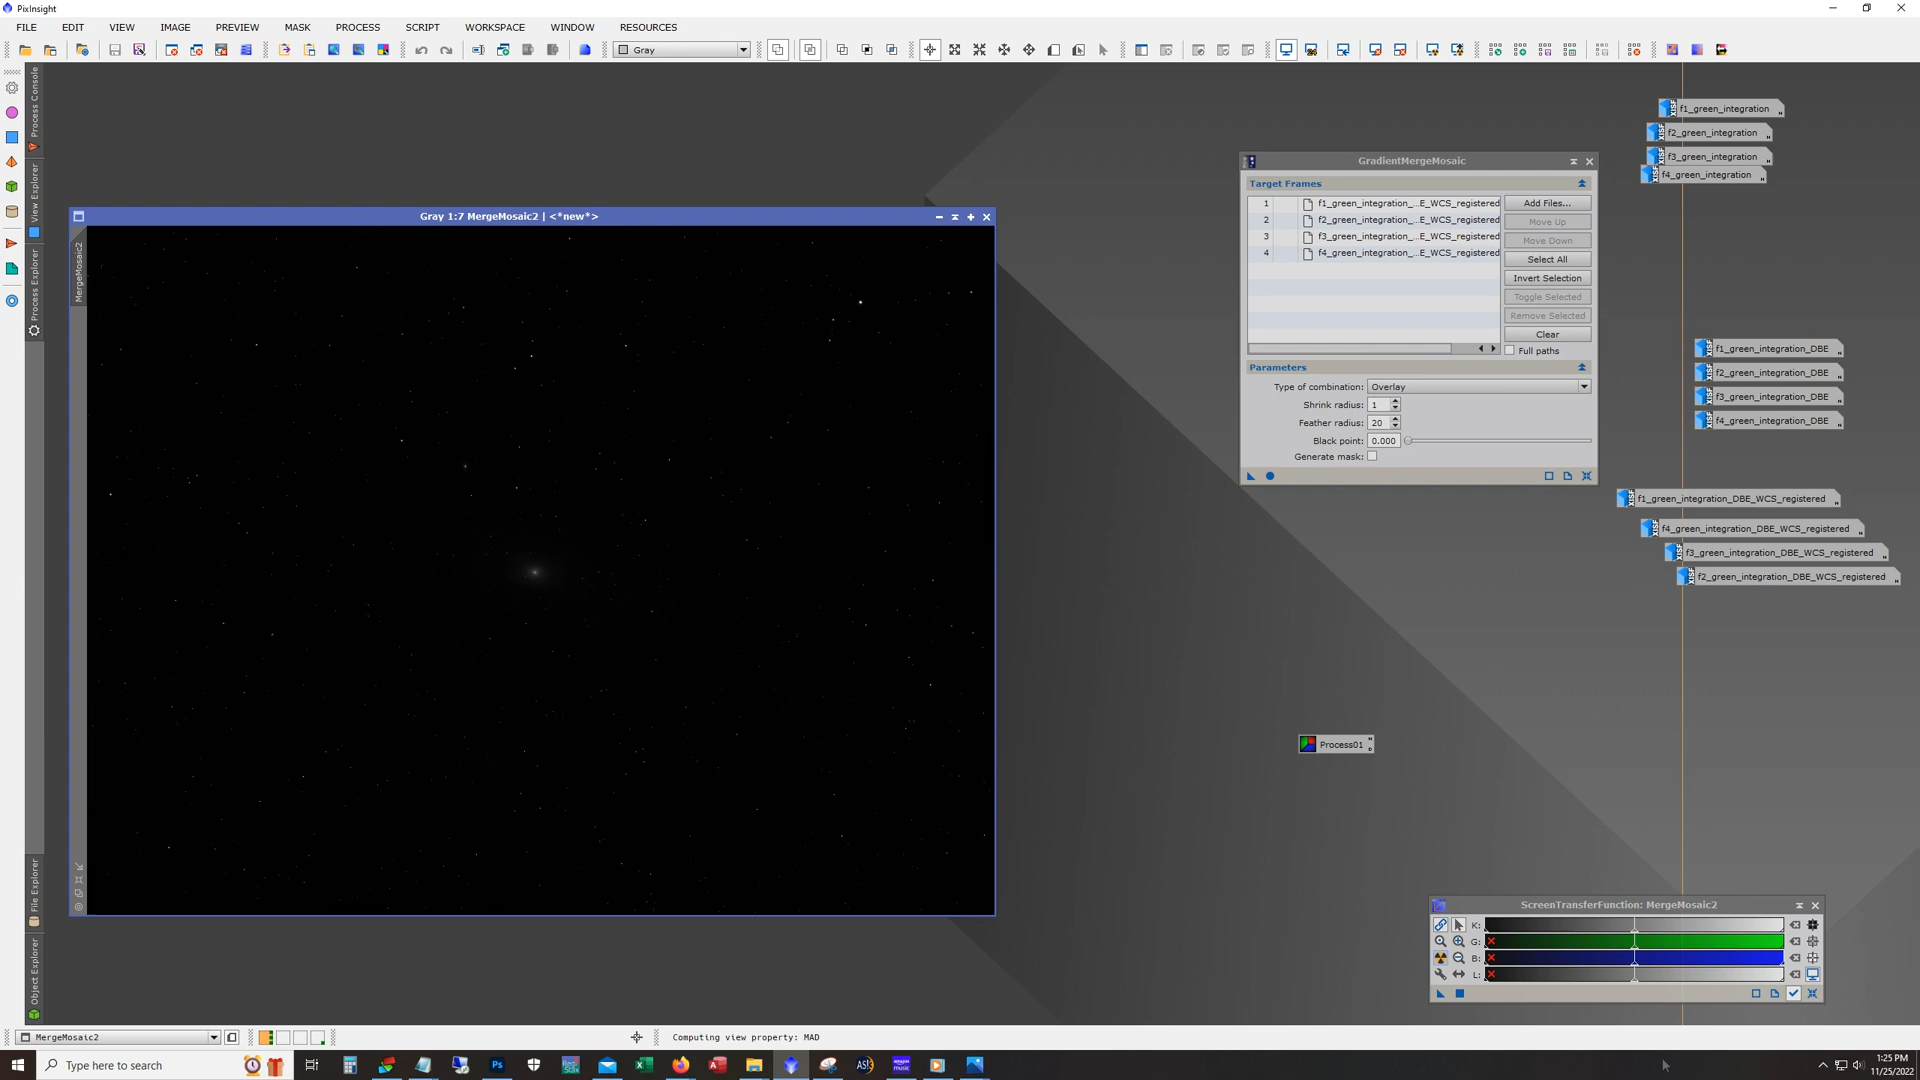 PixInsight
FILE EDIT VIEW IMAGE MASK PREVIEW PROCESS SCRIPT WORKSPACE WINDOW RESOURCES
Gray
Process Console
View Explorer
Process Explorer
File Explorer
Object Explorer
Gray 1:7 MergeMosaic2 | <*new*>
MergeMosaic2
f1_green_integration
f2_green_integration
f3_green_integration
f4_green_integration
GradientMergeMosaic
Target Frames
1 f1_green_integration_...E_WCS_registered
2 f2_green_integration_...E_WCS_registered
3 f3_green_integration_...E_WCS_registered
4 f4_green_integration_...E_WCS_registered
Add Files...
Move Up
Move Down
Select All
Invert Selection
Toggle Selected
Remove Selected
Clear
Full paths
Parameters
Type of combination: Overlay
Shrink radius: 1
Feather radius: 20
Black point: 0.000
Generate mask:
f1_green_integration_DBE
f2_green_integration_DBE
f3_green_integration_DBE
f4_green_integration_DBE
f1_green_integration_DBE_WCS_registered
f4_green_integration_DBE_WCS_registered
f3_green_integration_DBE_WCS_registered
f2_green_integration_DBE_WCS_registered
Process01
ScreenTransferFunction: MergeMosaic2
K:
G:
B:
L:
MergeMosaic2
Computing view property: MAD
Type here to search
1:25 PM
11/25/2022